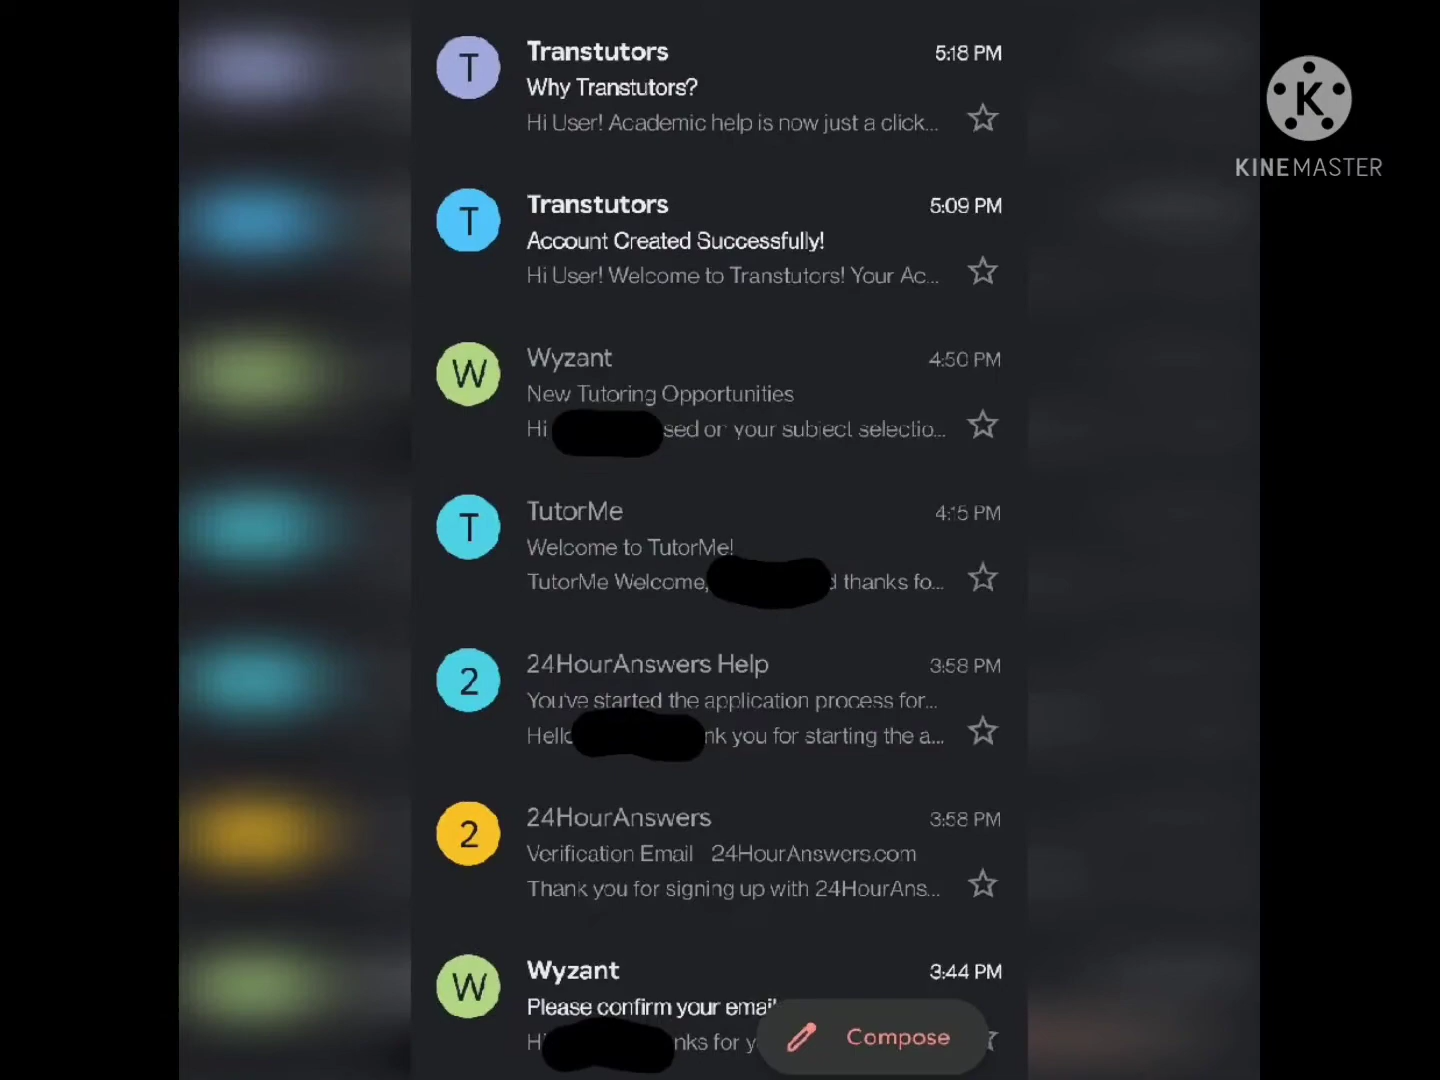 T
Transtutors
5:18 PM
Why Transtutors?
Hi User! Academic help is now just a click...
K
KINEMASTER
T
Transtutors
5:09 PM
Account Created Successfully!
Hi User! Welcome to Transtutors! Your Ac...
W
Wyzant
4:50 PM
New Tutoring Opportunities
Hi sed on your subject selectio...
T
TutorMe
4:15 PM
Welcome to TutorMe!
TutorMe Welcome, d thanks fo...
2
24HourAnswers Help
3:58 PM
You've started the application process for...
Hello nk you for starting the a...
2
24HourAnswers
3:58 PM
Verification Email 24HourAnswers.com
Thank you for signing up with 24HourAns...
W
Wyzant
3:44 PM
Please confirm your email
Hi nks for y
Compose